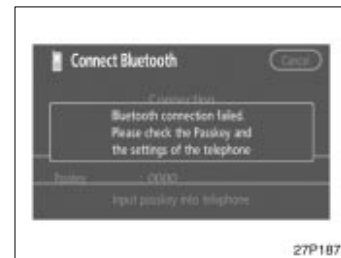 Connect Bluetooth
Cancel
Connection
Bluetooth connection failed.
Please check the Passkey and
the settings of the telephone
Passkey : 0000
Input passkey into telephone
27P187